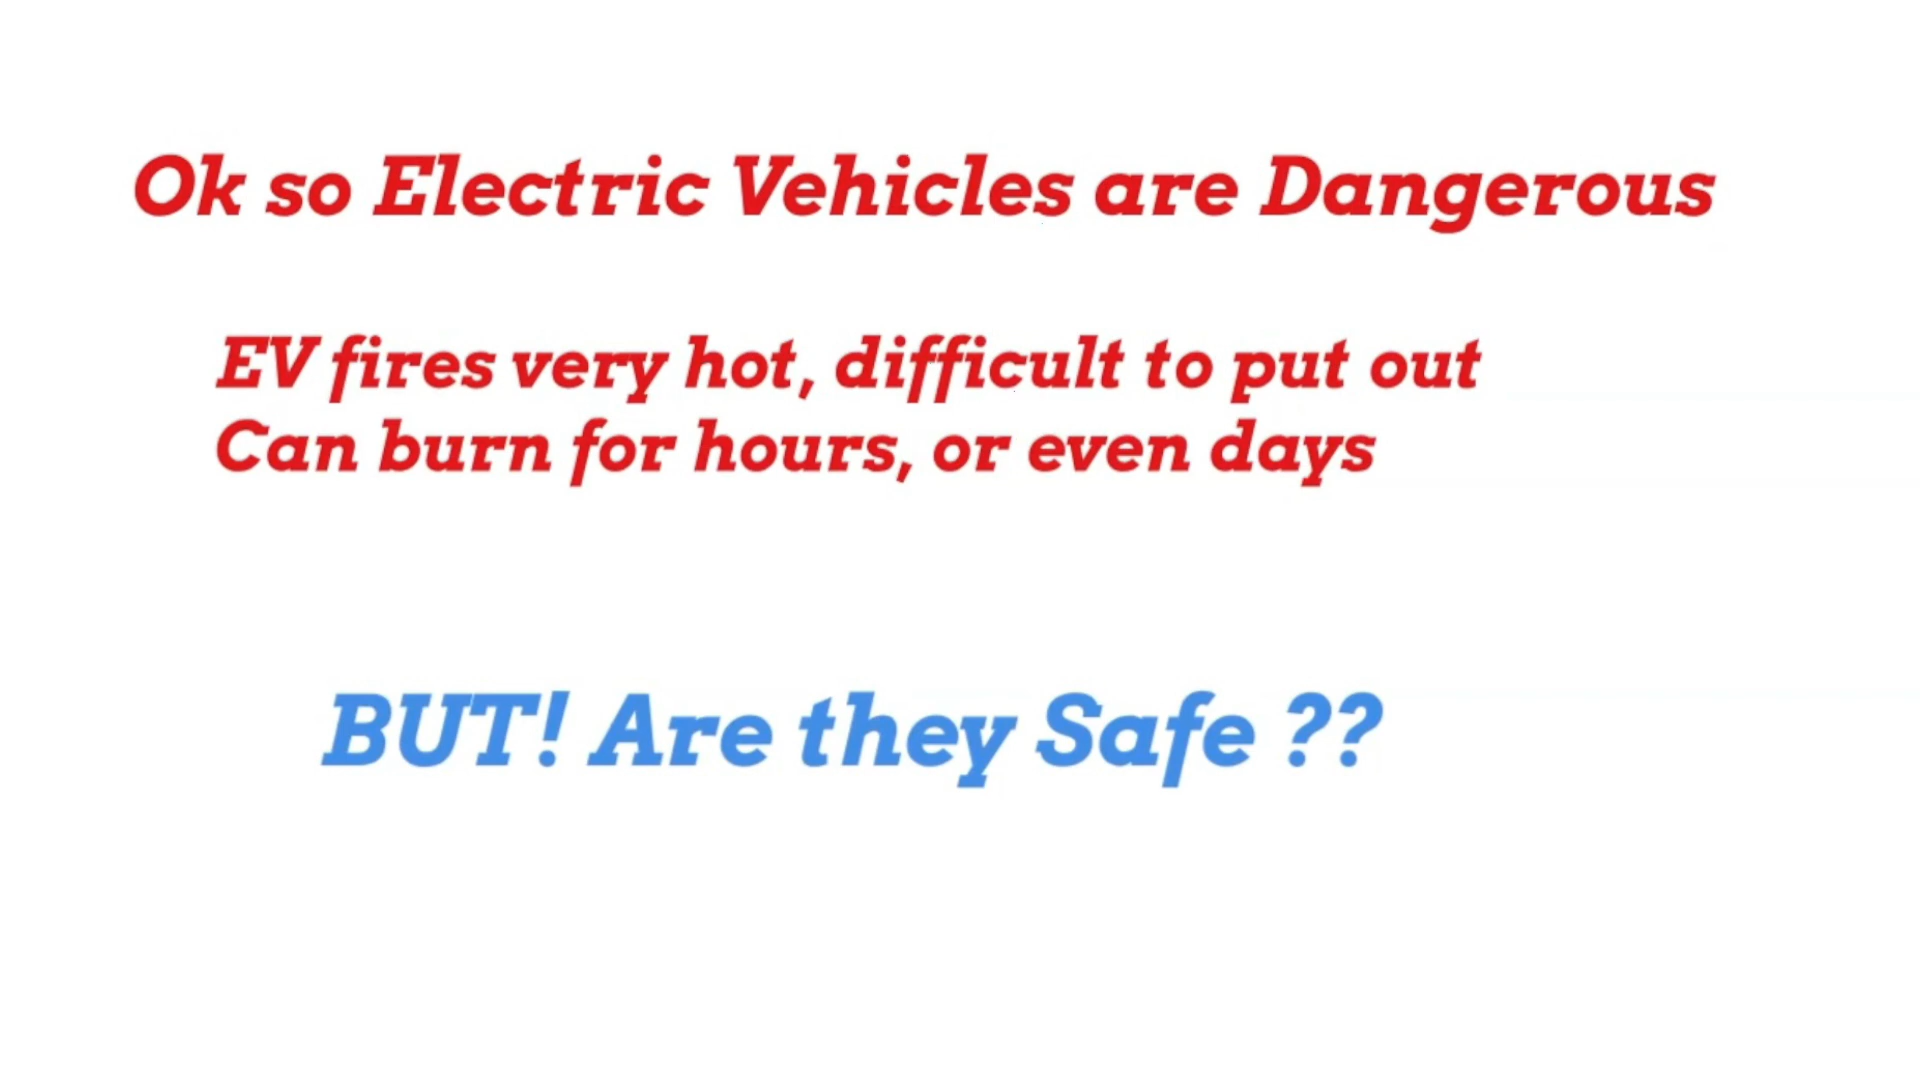 Ok so Electric Vehicles are Dangerous
EV fires very hot, difficult to put out
Can burn for hours, or even days
BUT! Are they Safe ??